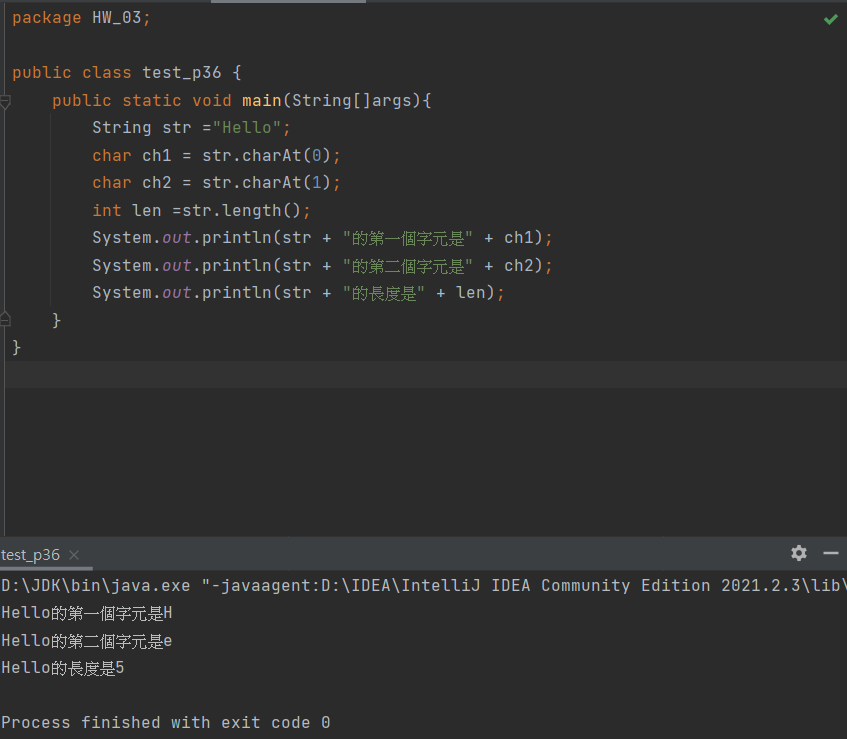 package HW_03;
public class test_p36 {
public static void main(String[]args){
String str ="Hello";
char ch1 = str.charAt(0);
char ch2 = str.charAt(1);
int len =str.length();
System.out.println(str + "的第一個字元是" + ch1);
System.out.println(str + "的第二個字元是" + ch2);
System.out.println(str + "的長度是" + len);
}
}
test_p36
D:\JDK\bin\java.exe "-javaagent:D:\IDEA\IntelliJ IDEA Community Edition 2021.2.3\lib\
Hello的第一個字元是H
Hello的第二個字元是e
Hello的長度是5
Process finished with exit code 0